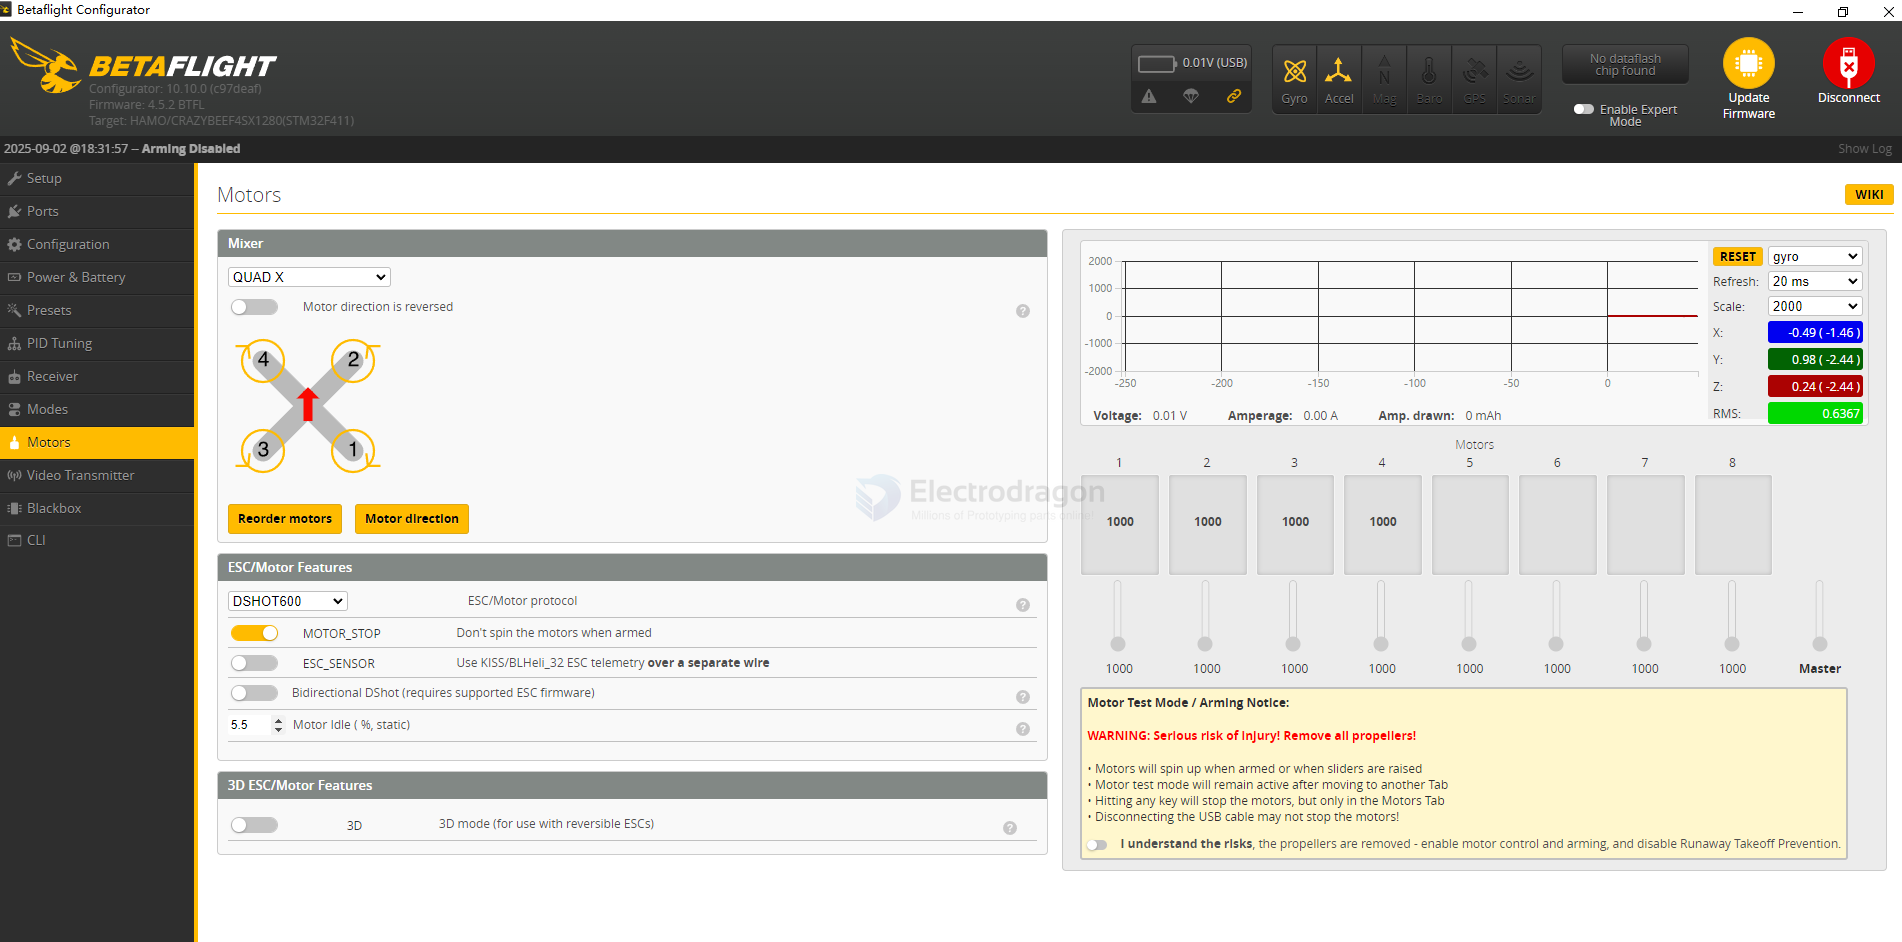 Betaflight Configurator
BETAFLIGHT
Configurator: 10.10.0 (c97deaf)
Firmware: 4.5.2 BTFL
Target: HAMO/CRAZYBEEF4SX1280(STM32F411)
0.01V (USB)
Gyro
Accel
Mag
Baro
GPS
Sonar
No dataflash
chip found
Enable Expert
Mode
Update
Firmware
Disconnect
2025-09-02 @18:31:57 -- Arming Disabled
Show Log
Setup
Ports
Configuration
Power & Battery
Presets
PID Tuning
Receiver
Modes
Motors
Video Transmitter
Blackbox
CLI
Motors
WIKI
Mixer
QUAD X
Motor direction is reversed
?
4
2
3
1
Reorder motors
Motor direction
ESC/Motor Features
DSHOT600
ESC/Motor protocol
?
MOTOR_STOP
Don't spin the motors when armed
ESC_SENSOR
Use KISS/BLHeli_32 ESC telemetry over a separate wire
Bidirectional DShot (requires supported ESC firmware)
?
5.5
Motor Idle ( %, static)
?
3D ESC/Motor Features
3D
3D mode (for use with reversible ESCs)
?
2000
1000
0
-1000
-2000
-250
-200
-150
-100
-50
0
RESET
gyro
Refresh:
20 ms
Scale:
2000
X:
-0.49 ( -1.46 )
Y:
0.98 ( -2.44 )
Z:
0.24 ( -2.44 )
RMS:
0.6367
Voltage: 0.01 V
Amperage: 0.00 A
Amp. drawn: 0 mAh
Motors
1 2 3 4 5 6 7 8
1000 1000 1000 1000
1000 1000 1000 1000 1000 1000 1000 1000 Master
Electrodragon
Millions of Prototyping parts online!
Motor Test Mode / Arming Notice:
WARNING: Serious risk of injury! Remove all propellers!
• Motors will spin up when armed or when sliders are raised
• Motor test mode will remain active after moving to another Tab
• Hitting any key will stop the motors, but only in the Motors Tab
• Disconnecting the USB cable may not stop the motors!
I understand the risks, the propellers are removed - enable motor control and arming, and disable Runaway Takeoff Prevention.